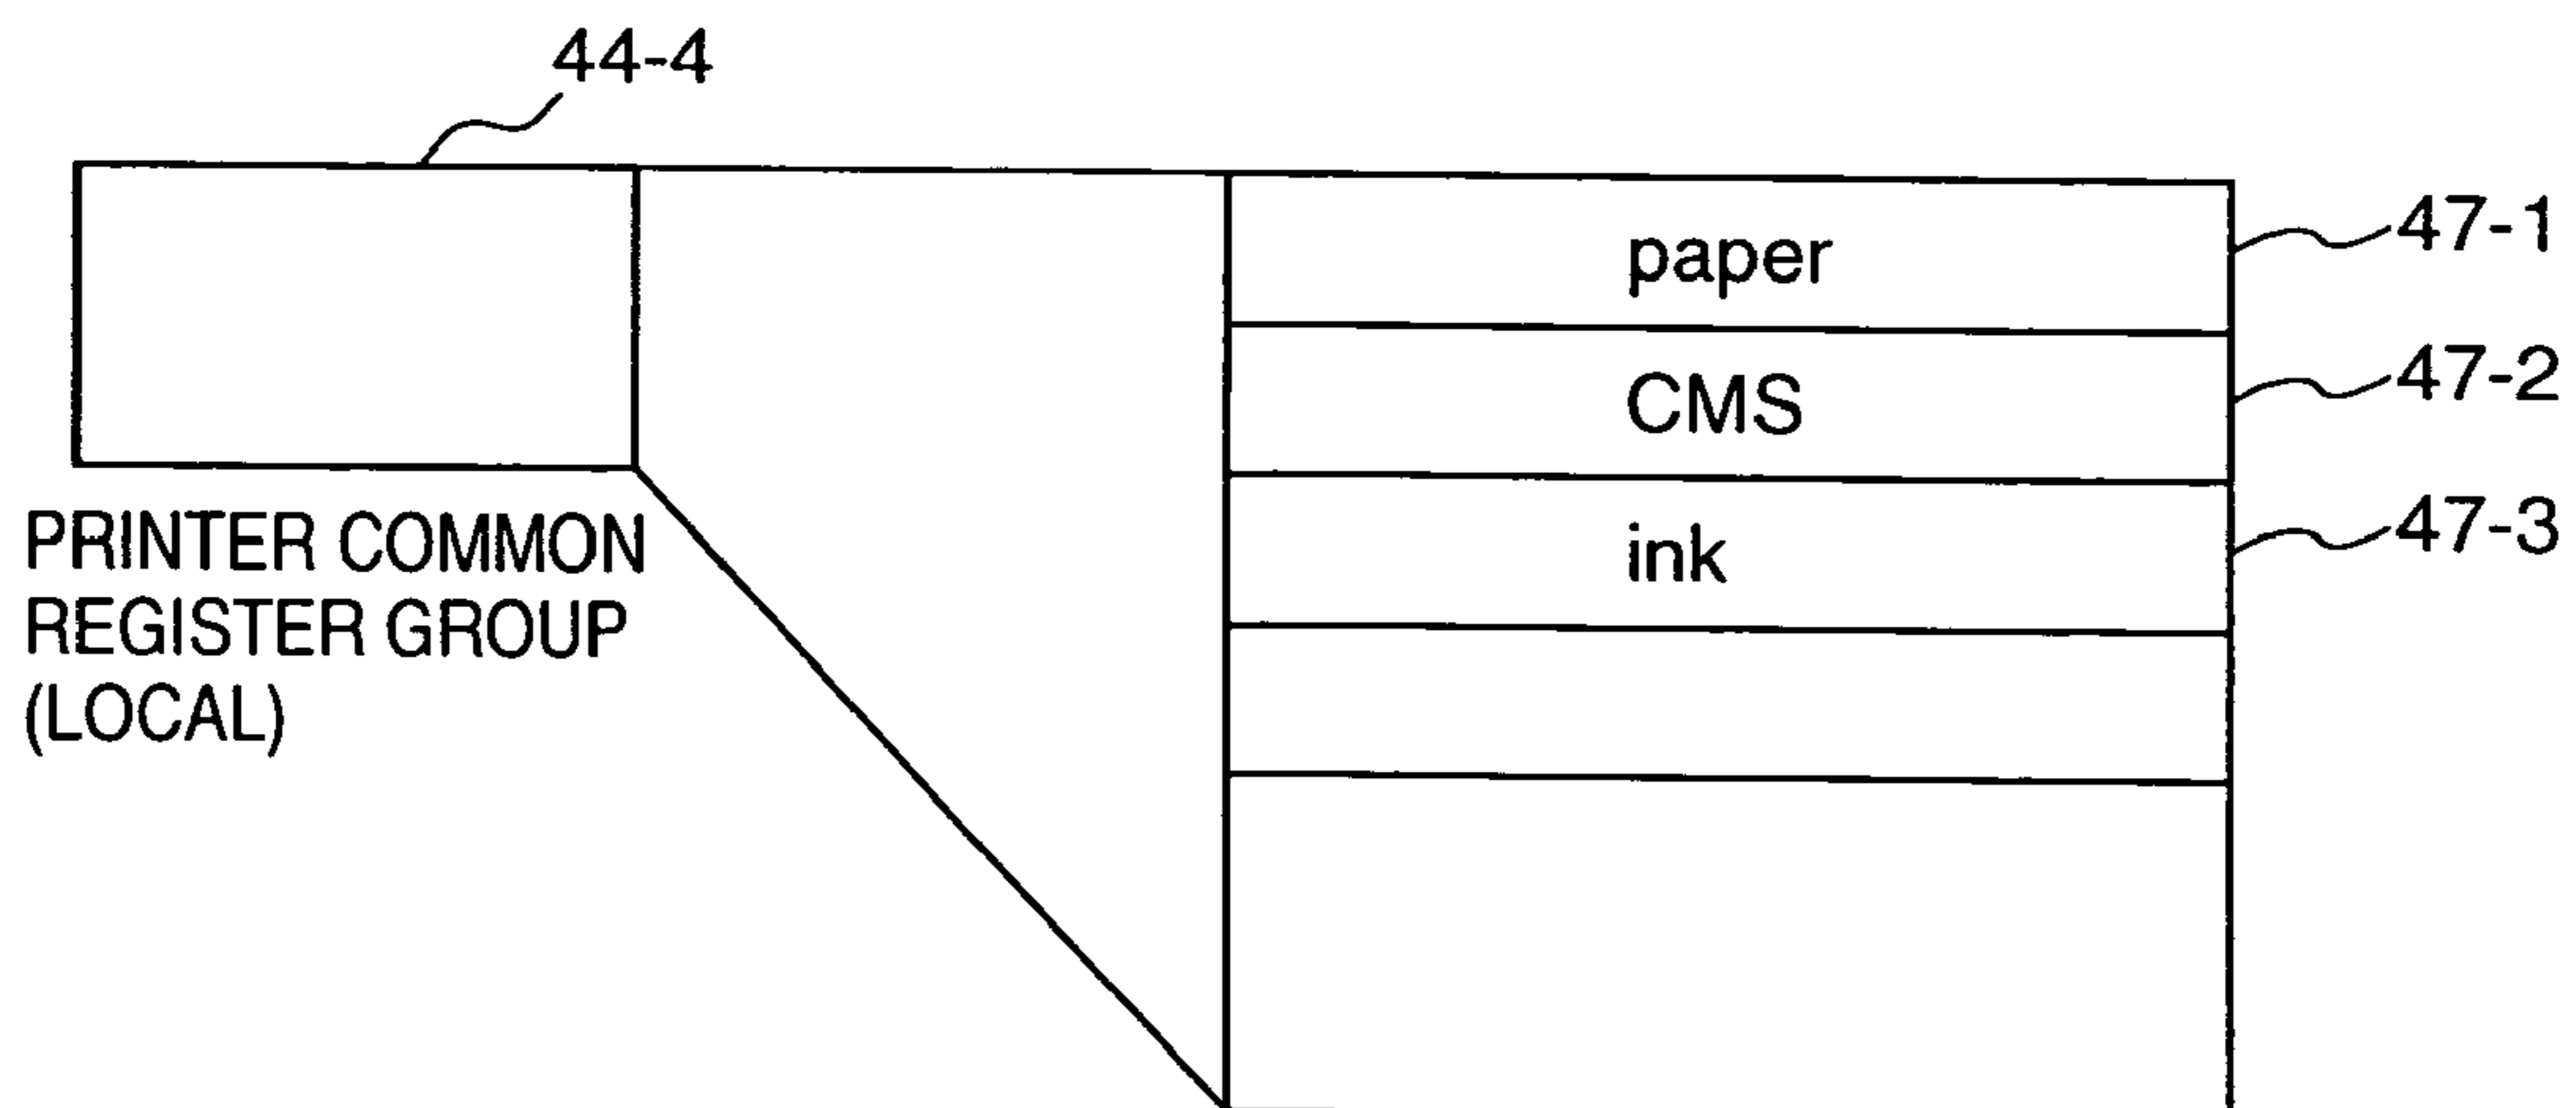 44-4
paper
47-1
CMS
47-2
ink
47-3
PRINTER COMMON
REGISTER GROUP
(LOCAL)